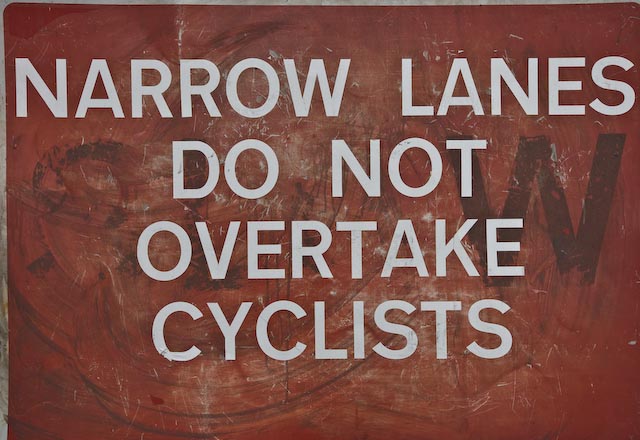 NARROW LANES
DO NOT
OVERTAKE
CYCLISTS